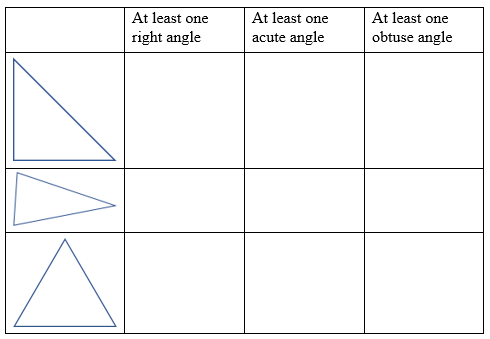 At least one
right angle
At least one
acute angle
At least one
obtuse angle